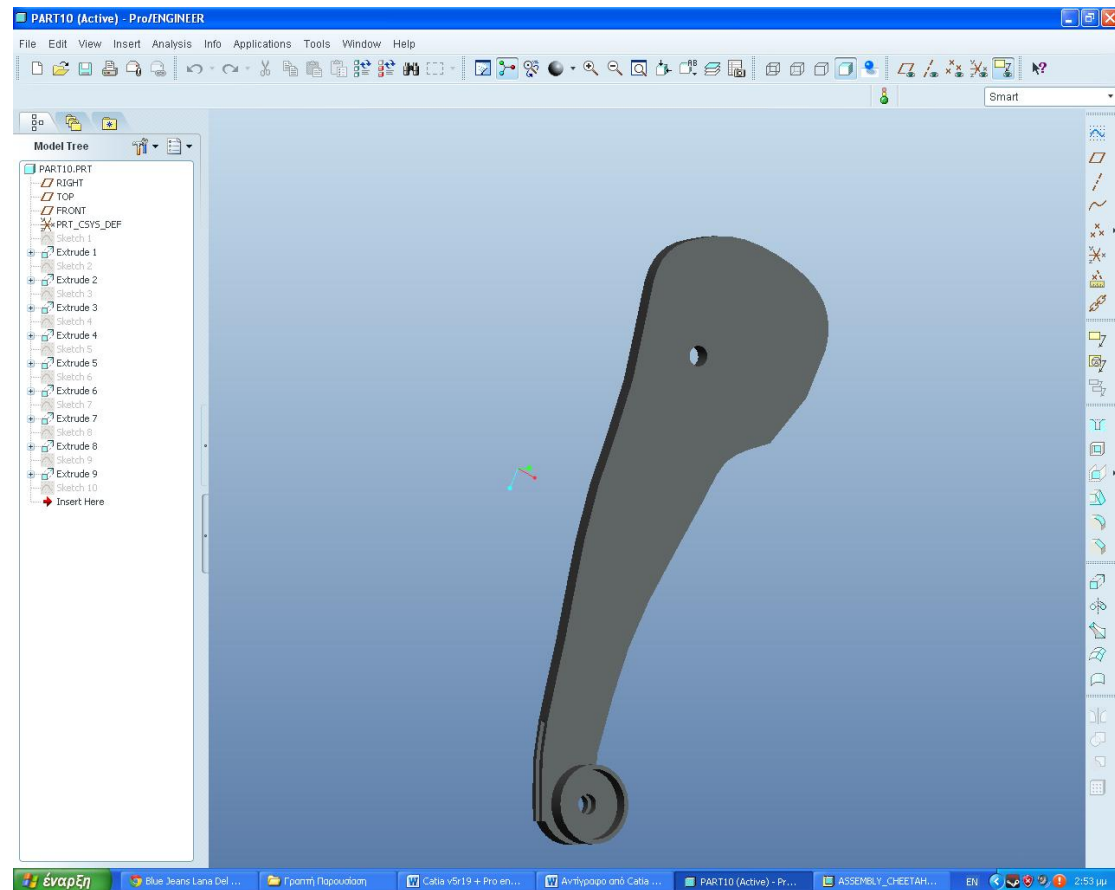 PART10 (Active) - Pro/ENGINEER
File Edit View Insert Analysis Info Applications Tools Window Help
Smart
Model Tree
PART10.PRT
RIGHT
TOP
FRONT
PRT_CSYS_DEF
Sketch 1
Extrude 1
Sketch 2
Extrude 2
Sketch 3
Extrude 3
Sketch 4
Extrude 4
Sketch 5
Extrude 5
Sketch 6
Extrude 6
Sketch 7
Extrude 7
Sketch 8
Extrude 8
Sketch 9
Extrude 9
Sketch 10
Insert Here
έναρξη Blue Jeans Lana Del ... Γραπτή Παρουσίαση Catia v5r19 + Pro en... Αντίγραφο από Catia ... PART10 (Active) - Pr... ASSEMBLY_CHEETAH... EN 2:53 μμ